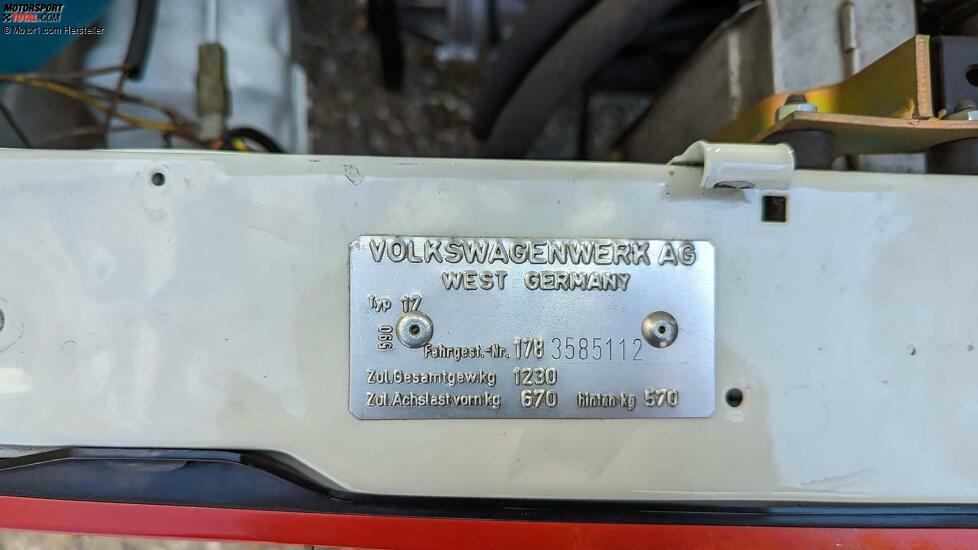 MOTORSPORT
TOTAL.COM
© Motor1.com Hersteller
VOLKSWAGENWERK AG
WEST GERMANY
Typ 17
590
Fahrgest.-Nr. 178 3585112
Zul.Gesamtgew.kg 1230
Zul.Achslast.vorn kg 670 hinten kg 570